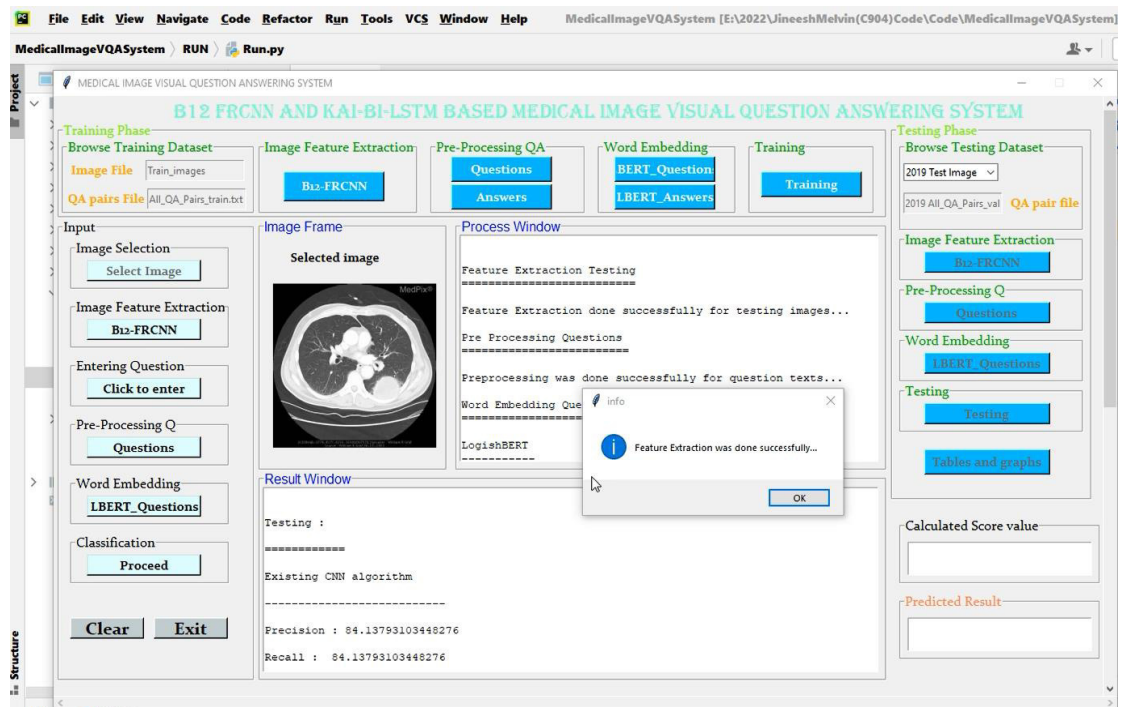 File Edit View Navigate Code Refactor Run Tools VCS Window Help MedicalImageVQASystem [E:\2022\JineeshMelvin(C904)Code\Code\MedicalImageVQASystem]
MedicalImageVQASystem RUN Run.py
Project
MEDICAL IMAGE VISUAL QUESTION ANSWERING SYSTEM
B12 FRCNN AND KAI-BI-LSTM BASED MEDICAL IMAGE VISUAL QUESTION ANSWERING SYSTEM
Training Phase
Browse Training Dataset
Image File Train_images
QA pairs File All_QA_Pairs_train.txt
Image Feature Extraction
B12-FRCNN
Pre-Processing QA
Questions
Answers
Word Embedding
BERT_Question
LBERT_Answers
Training
Training
Testing Phase
Browse Testing Dataset
2019 Test Image
2019 All_QA_Pairs_val QA pair file
Image Feature Extraction
B12-FRCNN
Pre-Processing Q
Questions
Word Embedding
LBERT_Questions
Testing
Testing
Tables and graphs
Input
Image Selection
Select Image
Image Feature Extraction
B12-FRCNN
Entering Question
Click to enter
Pre-Processing Q
Questions
Word Embedding
LBERT_Questions
Classification
Proceed
Clear Exit
Image Frame
Selected image
MedPix®
Process Window
Feature Extraction Testing
==========================
Feature Extraction done successfully for testing images...
Pre Processing Questions
=========================
Preprocessing was done successfully for question texts...
Word Embedding Que
LogishBERT
-----------
info
Feature Extraction was done successfully...
OK
Result Window
Testing :
============
Existing CNN algorithm
---------------------------
Precision : 84.13793103448276
Recall : 84.13793103448276
Calculated Score value
Predicted Result
Structure